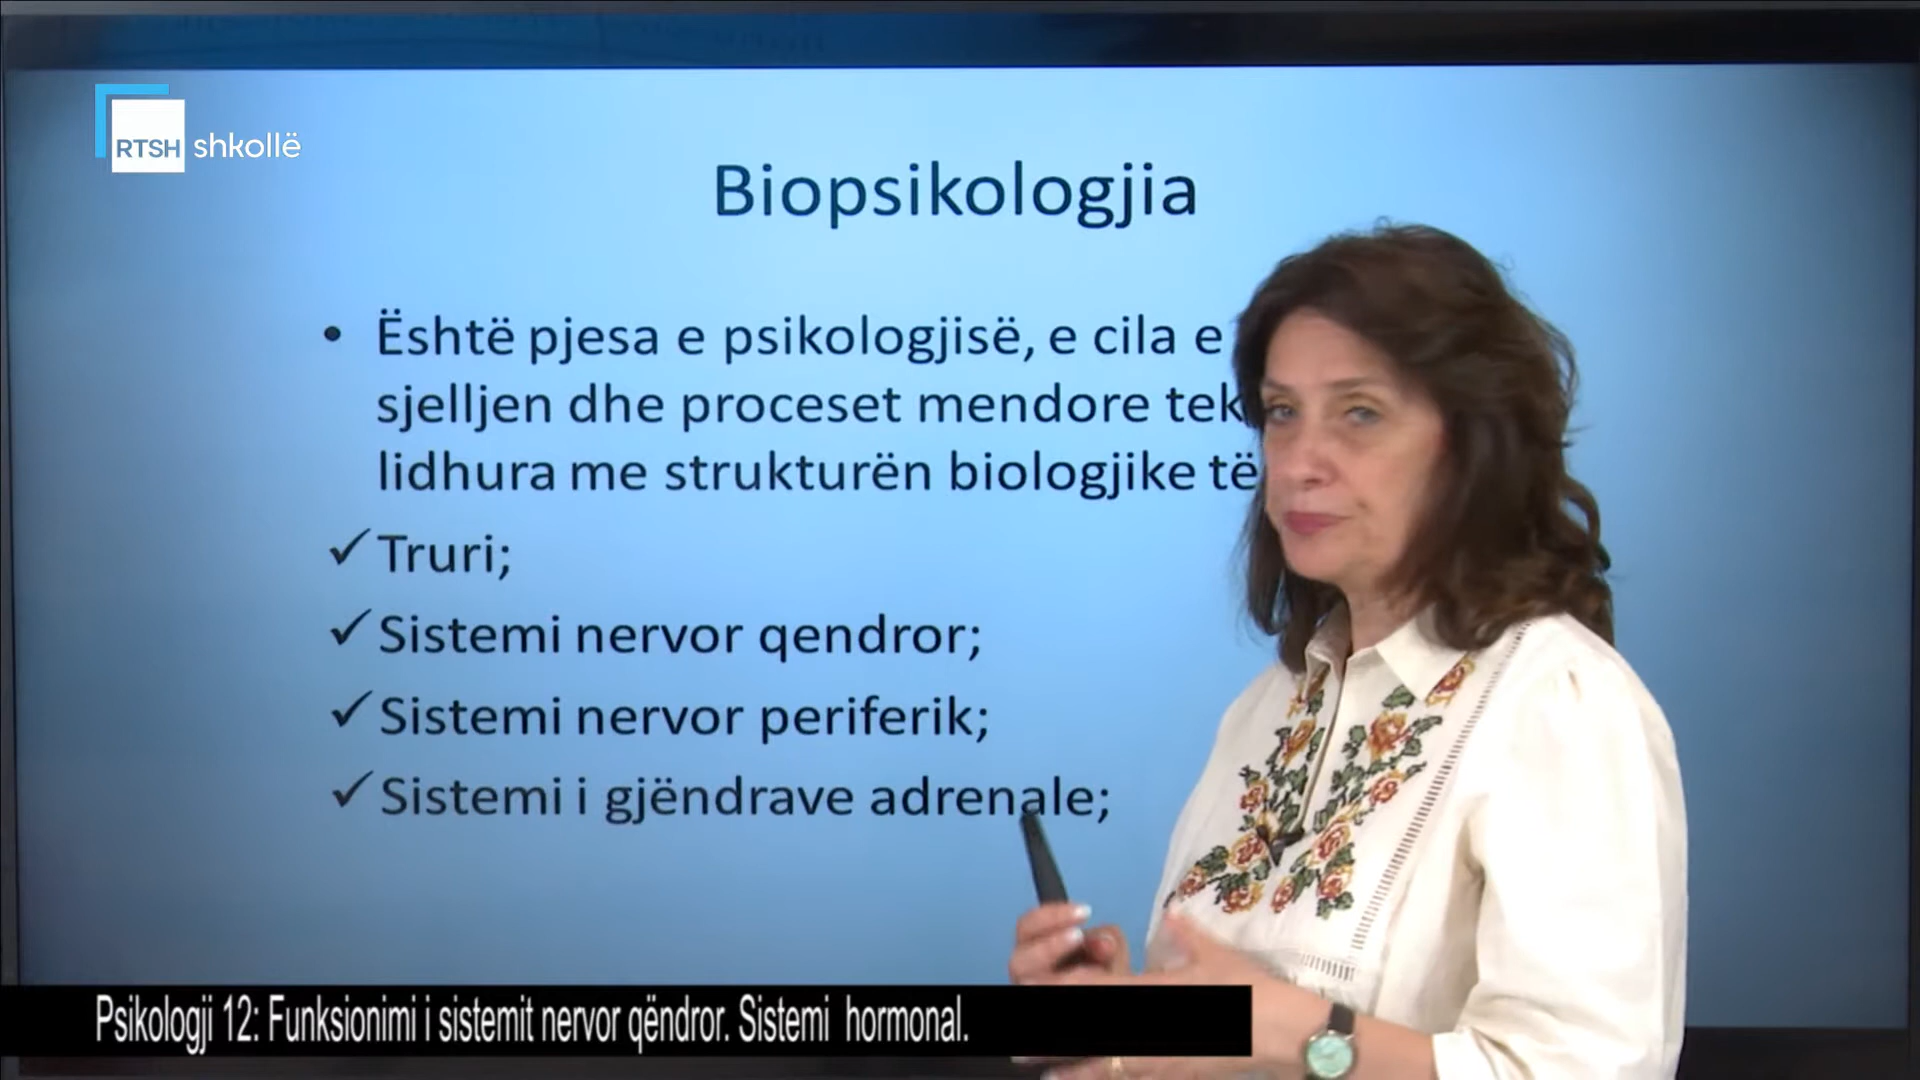 RTSH shkollë
Biopsikologjia
• Është pjesa e psikologjisë, e cila e
sjelljen dhe proceset mendore tek
lidhura me strukturën biologjike të
✓ Truri;
✓ Sistemi nervor qendror;
✓ Sistemi nervor periferik;
✓ Sistemi i gjëndrave adrenale;
Psikologji 12: Funksionimi i sistemit nervor qëndror. Sistemi hormonal.